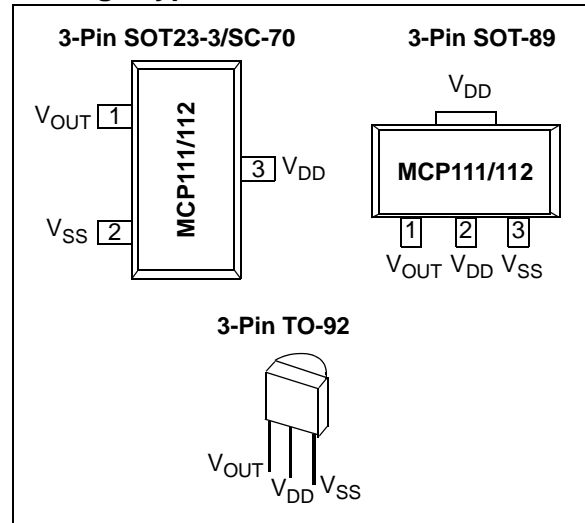 3-Pin SOT23-3/SC-70
VOUT 1
MCP111/112
3 VDD
VSS 2
3-Pin SOT-89
VDD
MCP111/112
1 2 3
VOUT VDD VSS
3-Pin TO-92
VOUT
VDD
VSS